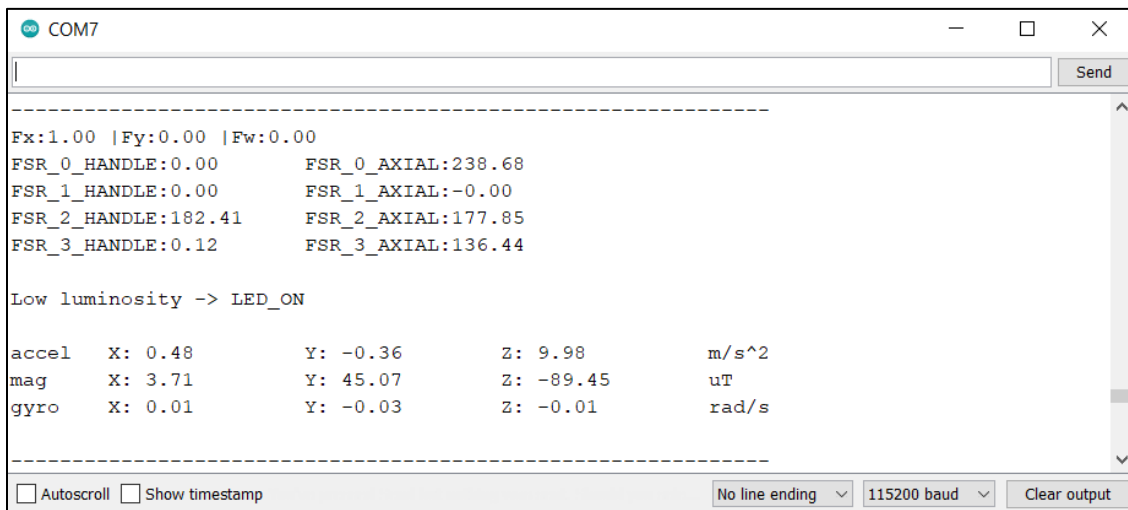 COM7
Send
--------------------------------------------------------------
Fx:1.00 |Fy:0.00 |Fw:0.00
FSR_0_HANDLE:0.00 FSR_0_AXIAL:238.68
FSR_1_HANDLE:0.00 FSR_1_AXIAL:-0.00
FSR_2_HANDLE:182.41 FSR_2_AXIAL:177.85
FSR_3_HANDLE:0.12 FSR_3_AXIAL:136.44
Low luminosity -> LED_ON
accel X: 0.48 Y: -0.36 Z: 9.98 m/s^2
mag X: 3.71 Y: 45.07 Z: -89.45 uT
gyro X: 0.01 Y: -0.03 Z: -0.01 rad/s
--------------------------------------------------------------
Autoscroll Show timestamp No line ending 115200 baud Clear output